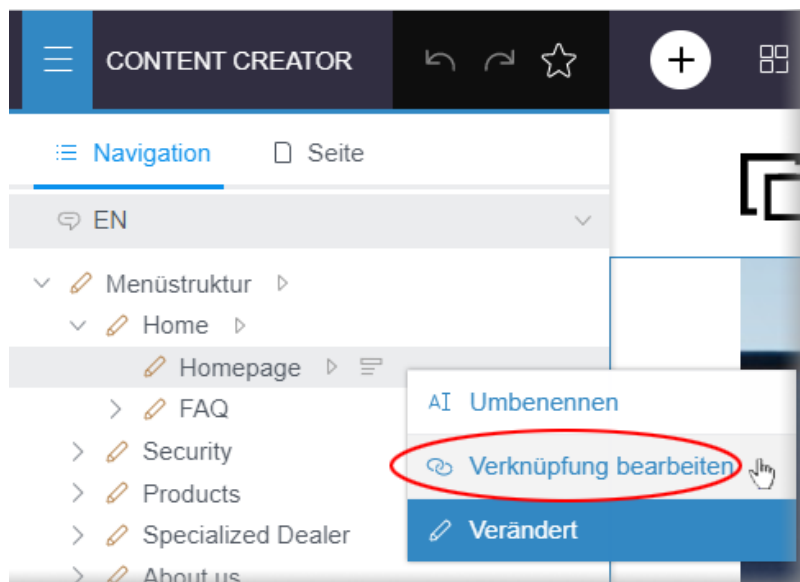 CONTENT CREATOR
Navigation Seite
EN
Menüstruktur
Home
Homepage
FAQ
Security
Products
Specialized Dealer
About us
Umbenennen
Verknüpfung bearbeiten
Verändert